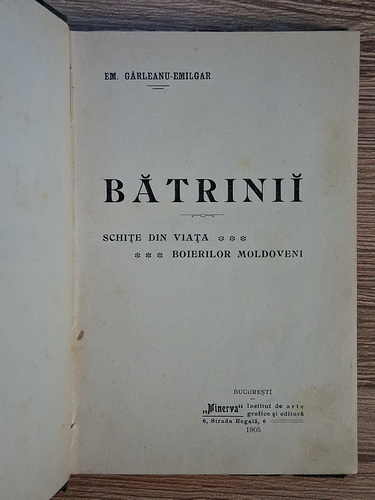 EM. GÂRLEANU-EMILGAR
BĂTRINIĬ
SCHIȚE DIN VIAȚA
BOIERILOR MOLDOVENI
BUCUREȘTI
„Minerva“ Institut de arte
grafice și editură
6, Strada Regală, 6
1905